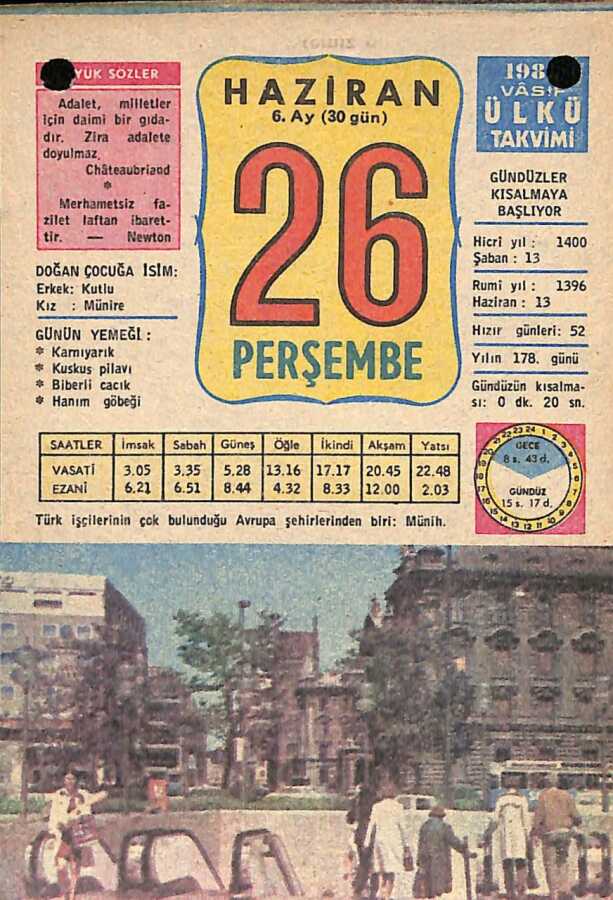 YÜK SÖZLER
Adalet, milletler
için daimi bir gıda-
dır. Zira adalete
doyulmaz.
Châteaubriand
*
Merhametsiz fa-
zilet laftan ibaret-
tir. — Newton
DOĞAN ÇOCUĞA İSİM:
Erkek: Kutlu
Kız : Münire
GÜNÜN YEMEĞİ :
* Karnıyarık
* Kuskus pilavı
* Biberli cacık
* Hanım göbeği
HAZİRAN
6. Ay (30 gün)
26
PERŞEMBE
198
VÂSIF
ÜLKÜ
TAKVİMİ
GÜNDÜZLER
KISALMAYA
BAŞLIYOR
Hicrî yıl : 1400
Şaban : 13
Rumî yıl : 1396
Haziran : 13
Hızır günleri: 52
Yılın 178. günü
Gündüzün kısalma-
sı: 0 dk. 20 sn.
SAATLER İmsak Sabah Güneş Öğle İkindi Akşam Yatsı
VASATİ 3.05 3.35 5.28 13.16 17.17 20.45 22.48
EZANİ 6.21 6.51 8.44 4.32 8.33 12.00 2.03
GECE
8 s. 43 d.
GÜNDÜZ
15 s. 17 d.
Türk işçilerinin çok bulunduğu Avrupa şehirlerinden biri: Münih.